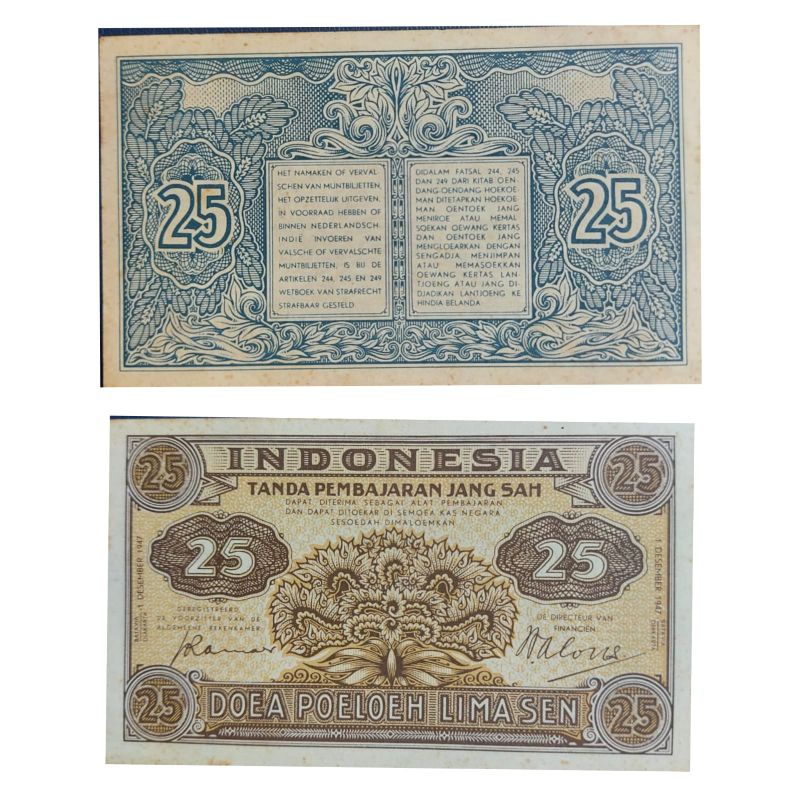 25
HET NAMAKEN OF VERVAL
SCHEN VAN MUNTBILJETTEN,
HET OPZETTELIJK UITGEVEN,
IN VOORRAAD HEBBEN OF
BINNEN NEDERLANDSCH-
INDIË INVOEREN VAN
VALSCHE OF VERVALSCHTE
MUNTBILJETTEN, IS BIJ DE
ARTIKELEN 244, 245 EN 249
WETBOEK VAN STRAFRECHT
STRAFBAAR GESTELD
DIDALAM FATSAL 244, 245
DAN 249 DARI KITAB OEN-
DANG-OENDANG HOEKOE
MAN DITETAPKAN HOEKOE
MAN OENTOEK JANG
MENIROE ATAU MEMAL
SOEKAN OEWANG KERTAS
DAN OENTOEK JANG
MENGLOEARKAN DENGAN
SENGADJA, MENJIMPAN
ATAU MEMASOEKKAN
OEWANG KERTAS LAN-
TJOENG ATAU JANG DI-
DJADIKAN LANTJOENG KE
HINDIA BELANDA
25
25
INDONESIA
25
TANDA PEMBAJARAN JANG SAH
DAPAT DITERIMA SEBAGAI ALAT PEMBAJARAN
DAN DAPAT DITOEKAR DI SEMOEA KAS NEGARA
SESOEDAH DIMALOEMKAN
25
25
BATAVIA
DJAKARTA
1 DESEMBER 1947
1 DESEMBER 1947
BATAVIA
DJAKARTA
GEREGISTREERD
DE VOORZITTER VAN DE
ALGEMEENE REKENKAMER
DE DIRECTEUR VAN
FINANCIËN
25
DOEA POELOEH LIMA SEN
25